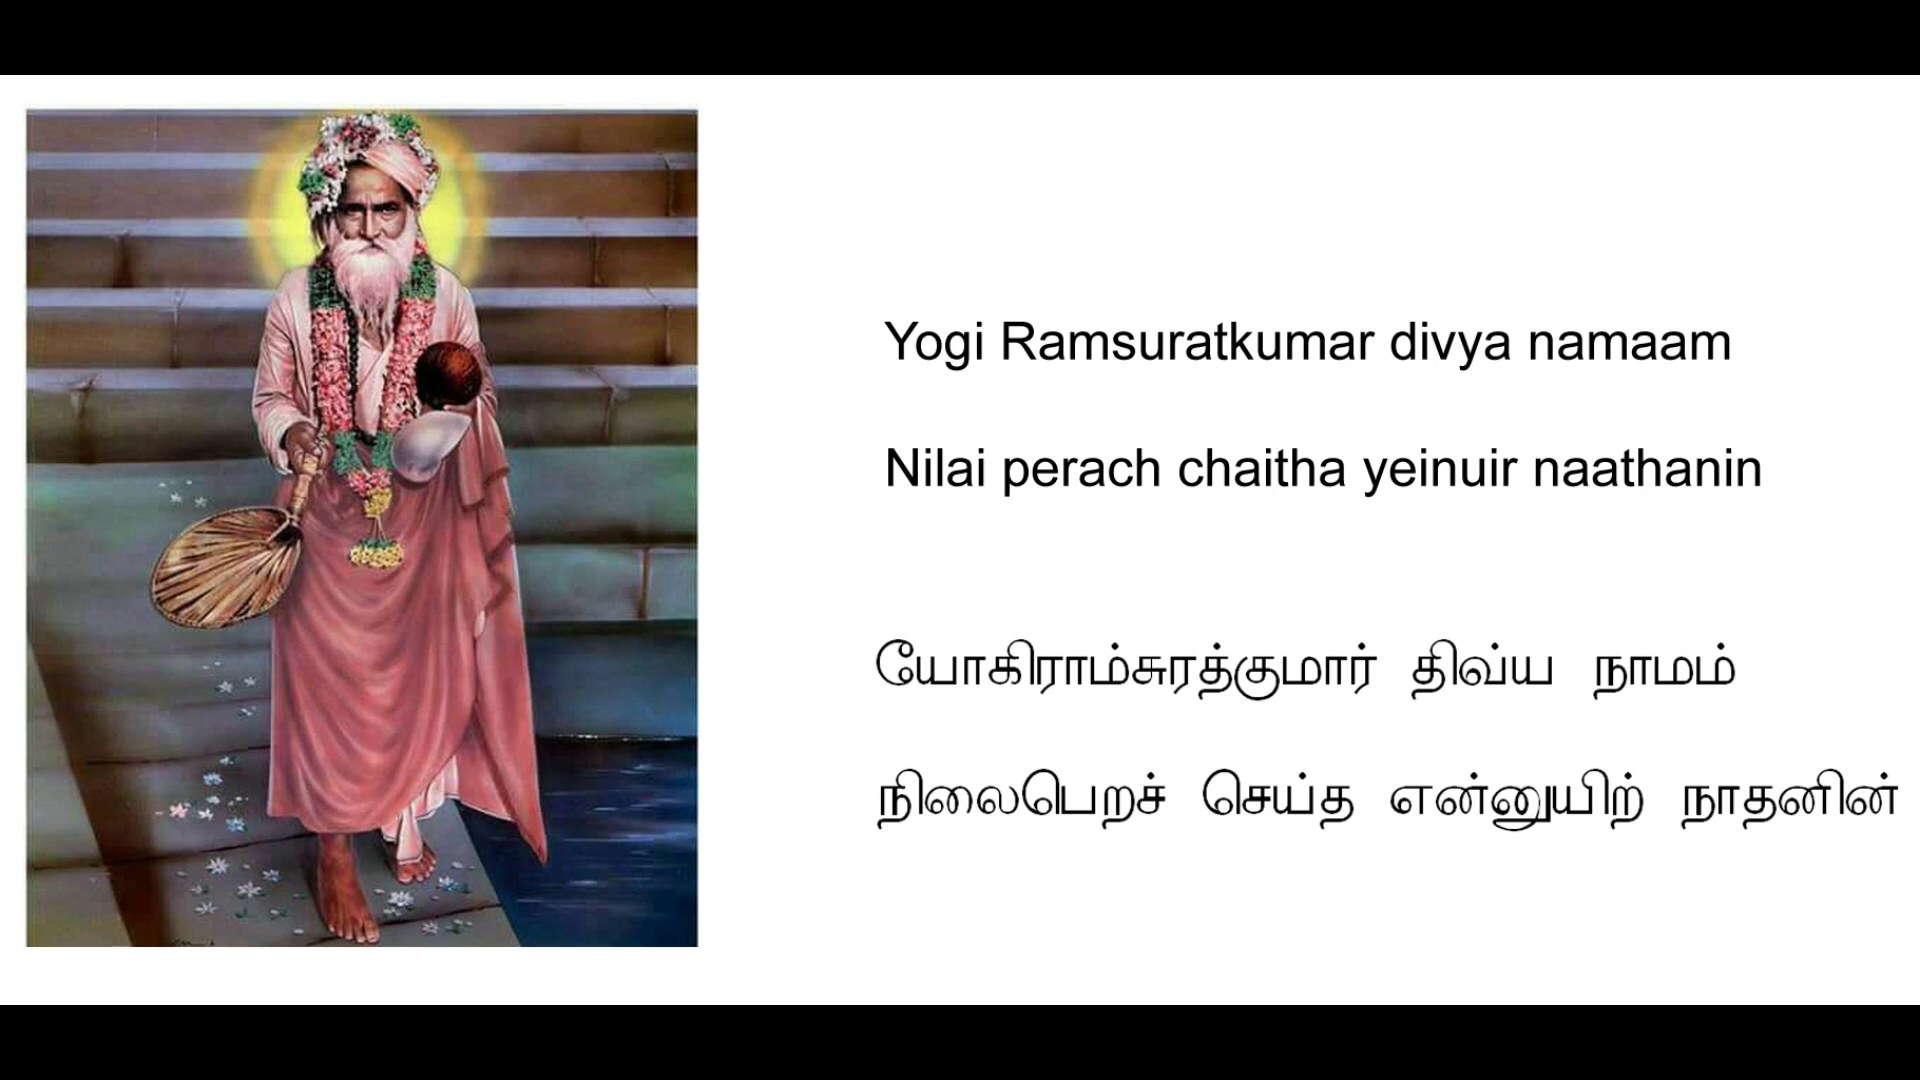 Yogi Ramsuratkumar divya namaam
Nilai perach chaitha yeinuir naathanin
யோகிராம்சுரத்குமார் திவ்ய நாமம்
நிலைபெறச் செய்த என்னுயிற் நாதனின்